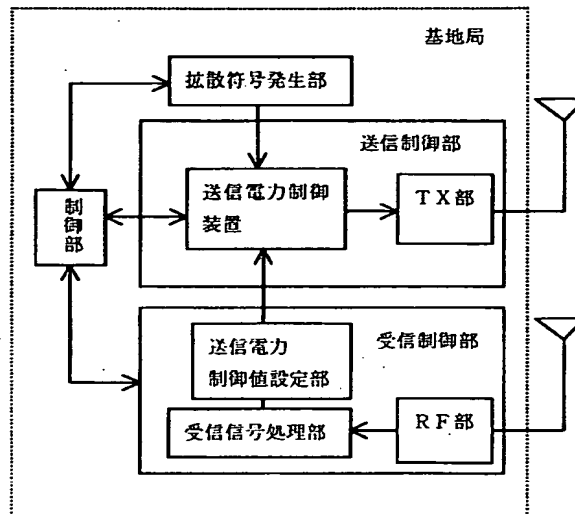 基地局
拡散符号発生部
送信制御部
送信電力制御
装置
TX部
制御部
送信電力
制御値設定部
受信制御部
受信信号処理部
RF部